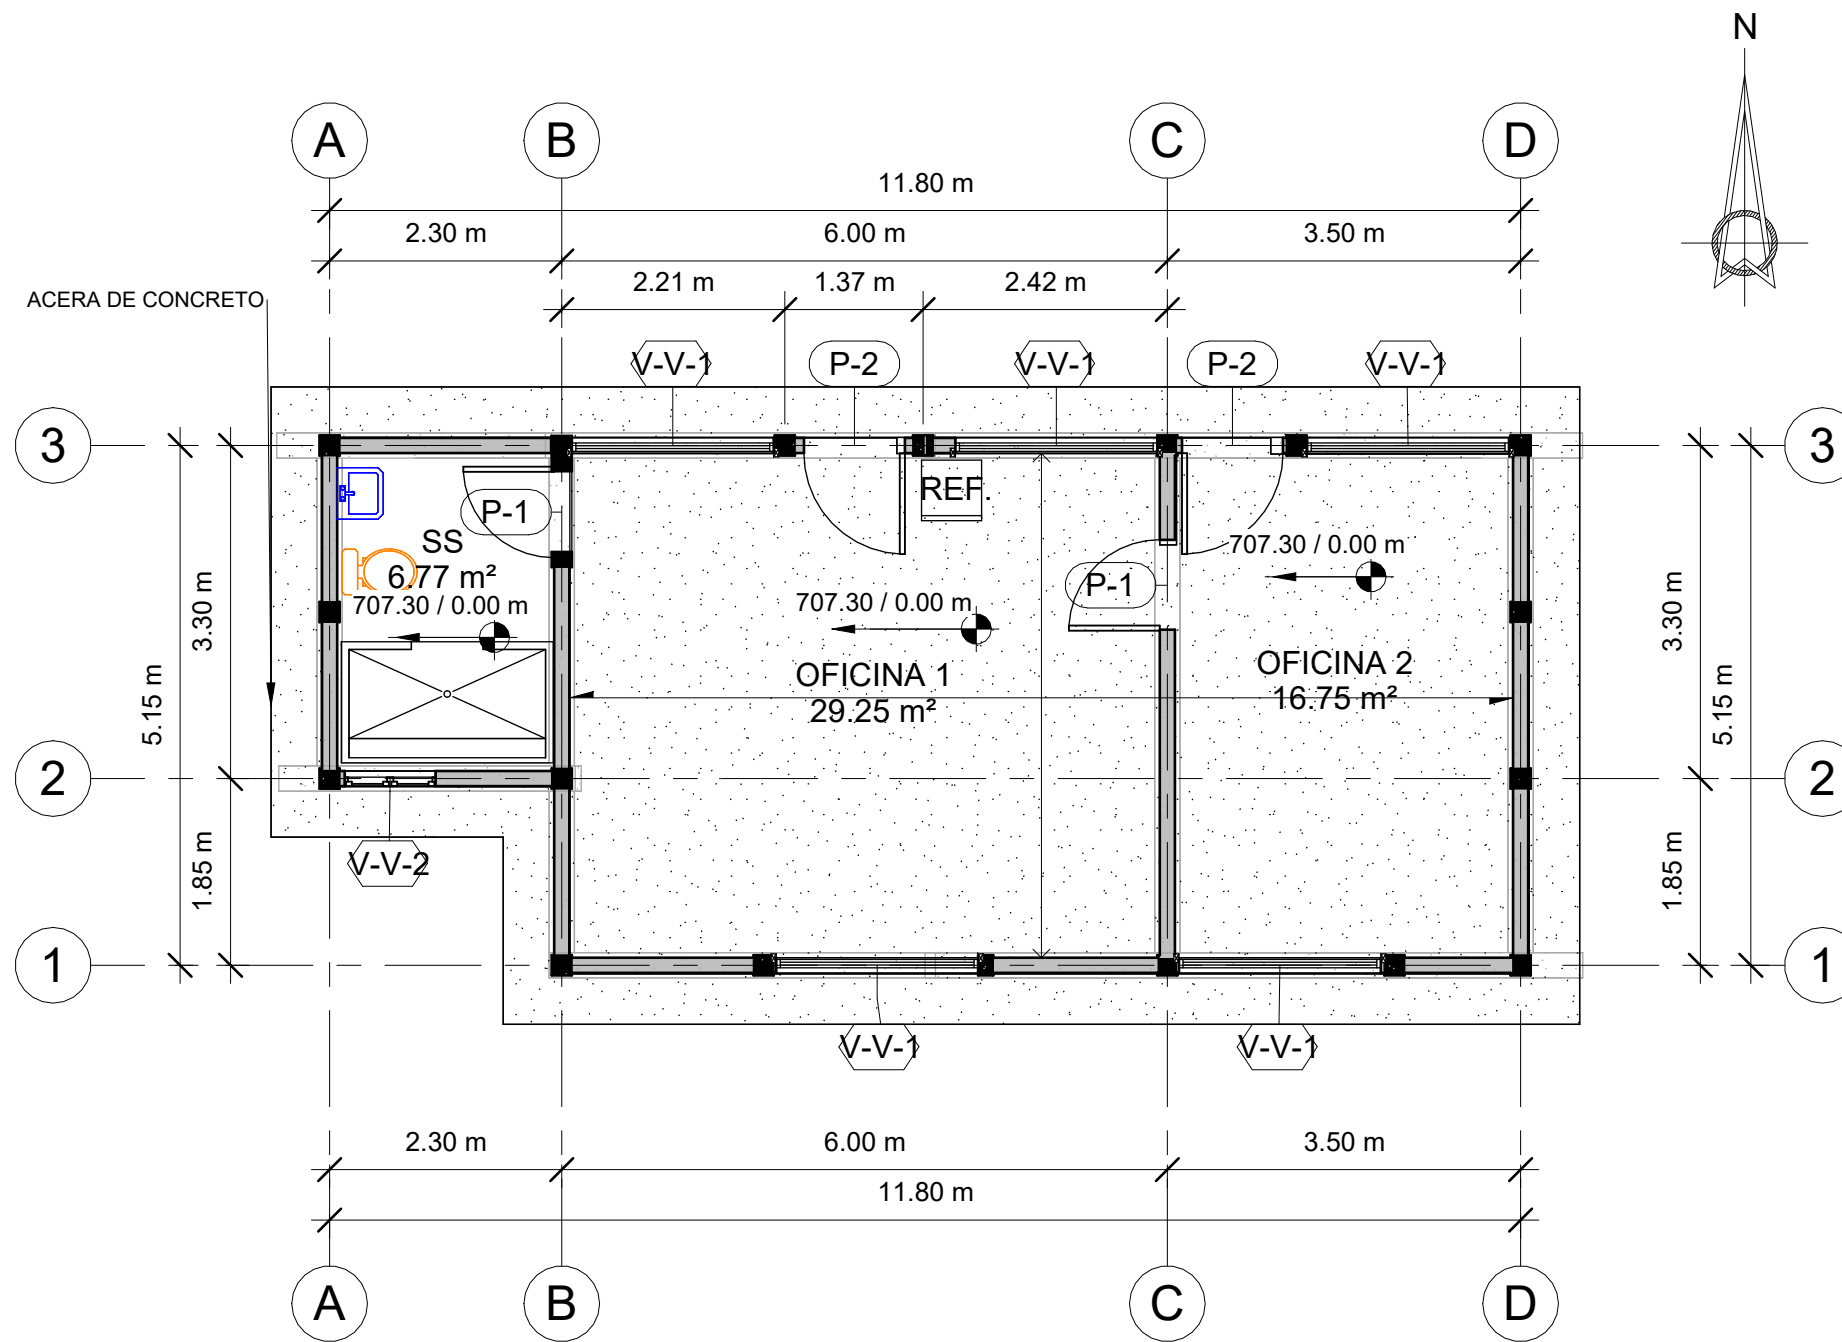 N
A
B
C
D
11.80 m
2.30 m
6.00 m
3.50 m
2.21 m
1.37 m
2.42 m
ACERA DE CONCRETO
V-V-1
P-2
V-V-1
P-2
V-V-1
3
3
REF.
P-1
SS
6.77 m²
707.30 / 0.00 m
707.30 / 0.00 m
707.30 / 0.00 m
P-1
OFICINA 1
29.25 m²
OFICINA 2
16.75 m²
3.30 m
5.15 m
3.30 m
5.15 m
2
2
V-V-2
1.85 m
1.85 m
1
1
V-V-1
V-V-1
2.30 m
6.00 m
3.50 m
11.80 m
A
B
C
D